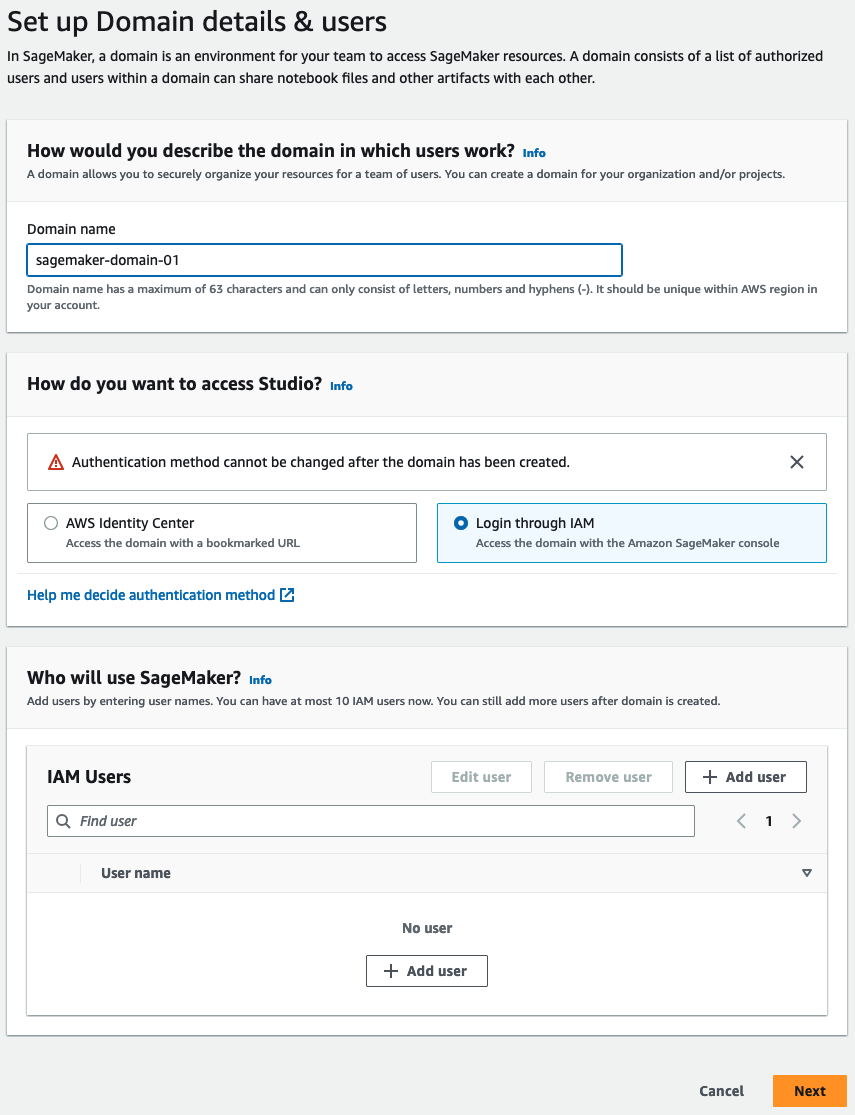 Set up Domain details & users
In SageMaker, a domain is an environment for your team to access SageMaker resources. A domain consists of a list of authorized
users and users within a domain can share notebook files and other artifacts with each other.
How would you describe the domain in which users work? Info
A domain allows you to securely organize your resources for a team of users. You can create a domain for your organization and/or projects.
Domain name
sagemaker-domain-01
Domain name has a maximum of 63 characters and can only consist of letters, numbers and hyphens (-). It should be unique within AWS region in
your account.
How do you want to access Studio? Info
Authentication method cannot be changed after the domain has been created.
AWS Identity Center
Access the domain with a bookmarked URL
Login through IAM
Access the domain with the Amazon SageMaker console
Help me decide authentication method
Who will use SageMaker? Info
Add users by entering user names. You can have at most 10 IAM users now. You can still add more users after domain is created.
IAM Users
Edit user
Remove user
Add user
Find user
1
User name
No user
Add user
Cancel
Next